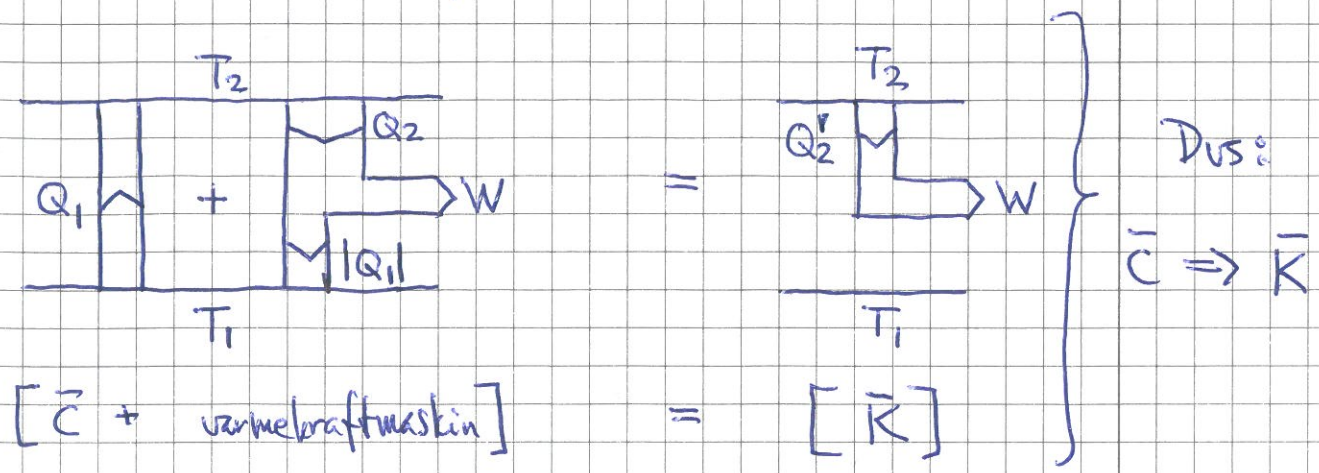 T₂ T₂
Q₂ Q₂' Dvs:
Q₁ + W = W
|Q₁| C̄ ⇒ K̄
T₁ T₁
[C̄ + varmekraftmaskin] = [K̄]